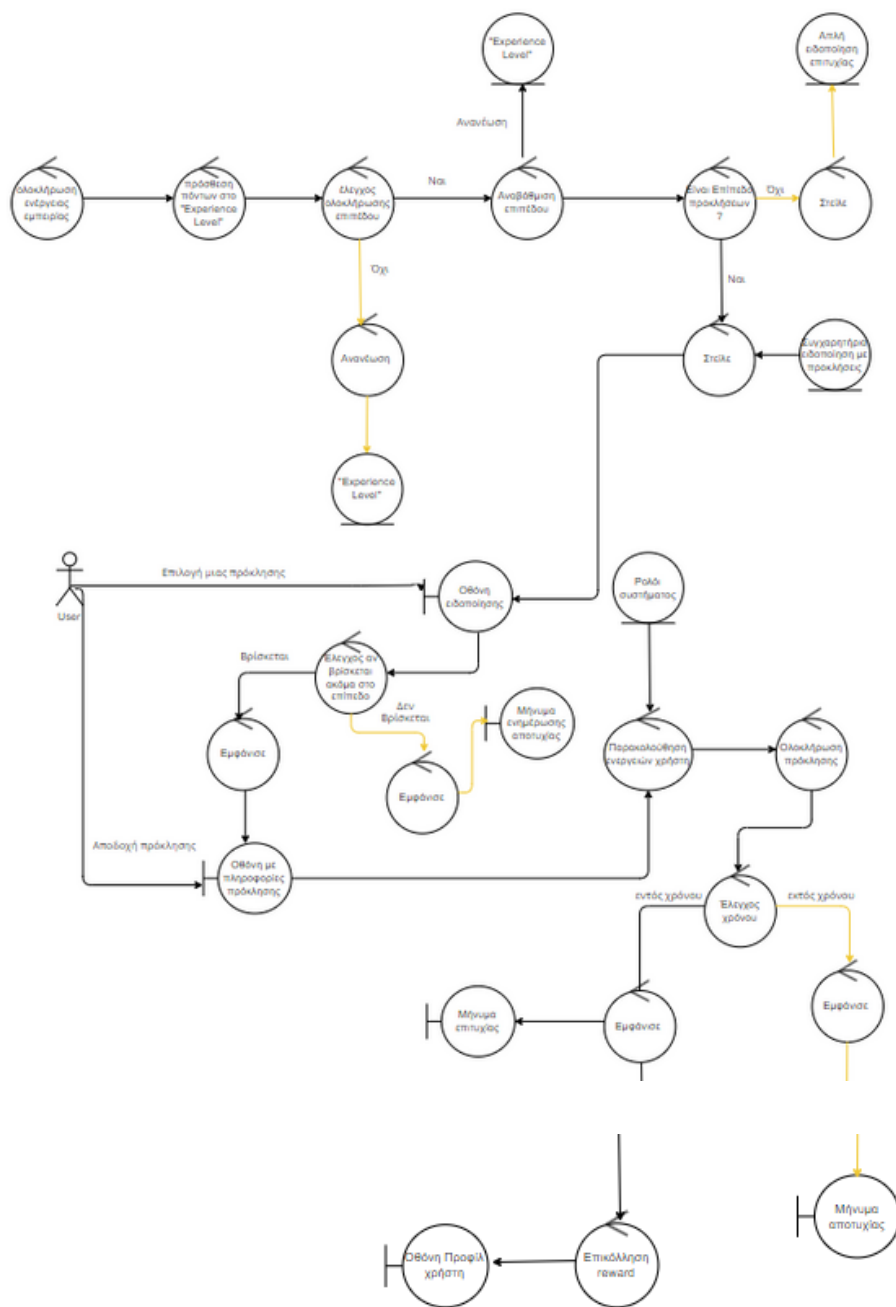 "Experience
Level"
Απλή
ειδοποίηση
επιτυχίας
Ανανέωση
ολοκλήρωση
ενέργειας
εμπειρίας
πρόσθεση
πόντων στο
"Experience
Level"
έλεγχος
ολοκλήρωσης
επιπέδου
Ναι
Αναβάθμιση
επιπέδου
Είναι Επίπεδο
προκλήσεων
?
Όχι
Στείλε
Όχι
Ναι
Ανανέωση
Στείλε
Συγχαρητήρια
ειδοποίηση με
προκλήσεις
"Experience
Level"
User
Επιλογή μιας πρόκλησης
Οθόνη
ειδοποίησης
Ρολόι
συστήματος
Βρίσκεται
Έλεγχος αν
βρίσκεται
ακόμα στο
επίπεδο
Δεν
Βρίσκεται
Μήνυμα
ενημέρωσης
αποτυχίας
Εμφάνισε
Εμφάνισε
Παρακολούθηση
ενεργειών χρήστη
Ολοκλήρωση
πρόκλησης
Αποδοχή πρόκλησης
Οθόνη με
πληροφορίες
πρόκλησης
εντός χρόνου
Έλεγχος
χρόνου
εκτός χρόνου
Μήνυμα
επιτυχίας
Εμφάνισε
Εμφάνισε
Οθόνη Προφίλ
χρήστη
Επικόλληση
reward
Μήνυμα
αποτυχίας